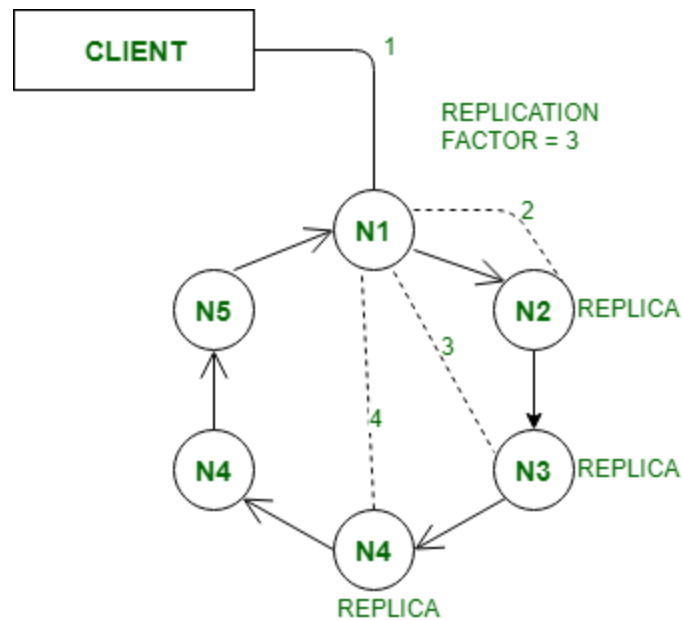 CLIENT
1
REPLICATION
FACTOR = 3
2
N1
N5
N2
REPLICA
3
4
N4
N3
REPLICA
N4
REPLICA